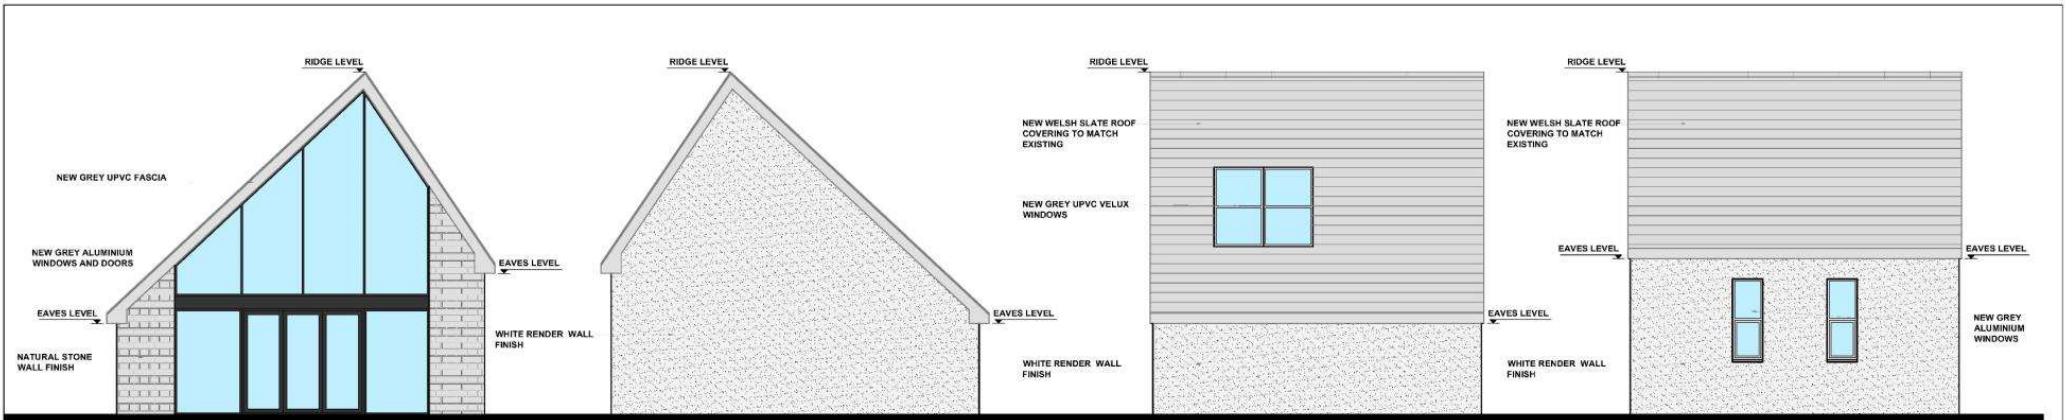 RIDGE LEVEL
NEW GREY UPVC FASCIA
NEW GREY ALUMINIUM
WINDOWS AND DOORS
EAVES LEVEL
EAVES LEVEL
NATURAL STONE
WALL FINISH
WHITE RENDER WALL
FINISH
RIDGE LEVEL
EAVES LEVEL
RIDGE LEVEL
NEW WELSH SLATE ROOF
COVERING TO MATCH
EXISTING
NEW GREY UPVC VELUX
WINDOWS
EAVES LEVEL
WHITE RENDER WALL
FINISH
RIDGE LEVEL
NEW WELSH SLATE ROOF
COVERING TO MATCH
EXISTING
EAVES LEVEL
EAVES LEVEL
NEW GREY
ALUMINIUM
WINDOWS
WHITE RENDER WALL
FINISH